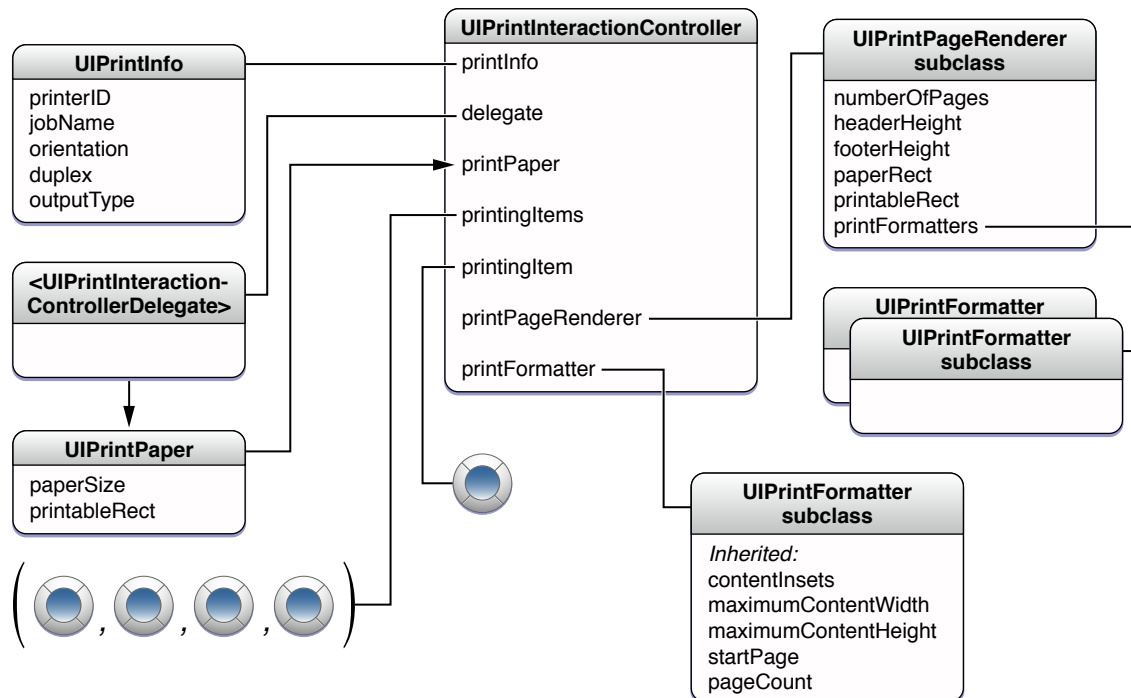 UIPrintInfo
printerID
jobName
orientation
duplex
outputType
<UIPrintInteraction-
ControllerDelegate>
UIPrintPaper
paperSize
printableRect
( , , , )
UIPrintInteractionController
printInfo
delegate
printPaper
printingItems
printingItem
printPageRenderer
printFormatter
UIPrintPageRenderer
subclass
numberOfPages
headerHeight
footerHeight
paperRect
printableRect
printFormatters
UIPrintFormatter
UIPrintFormatter
subclass
UIPrintFormatter
subclass
Inherited:
contentInsets
maximumContentWidth
maximumContentHeight
startPage
pageCount